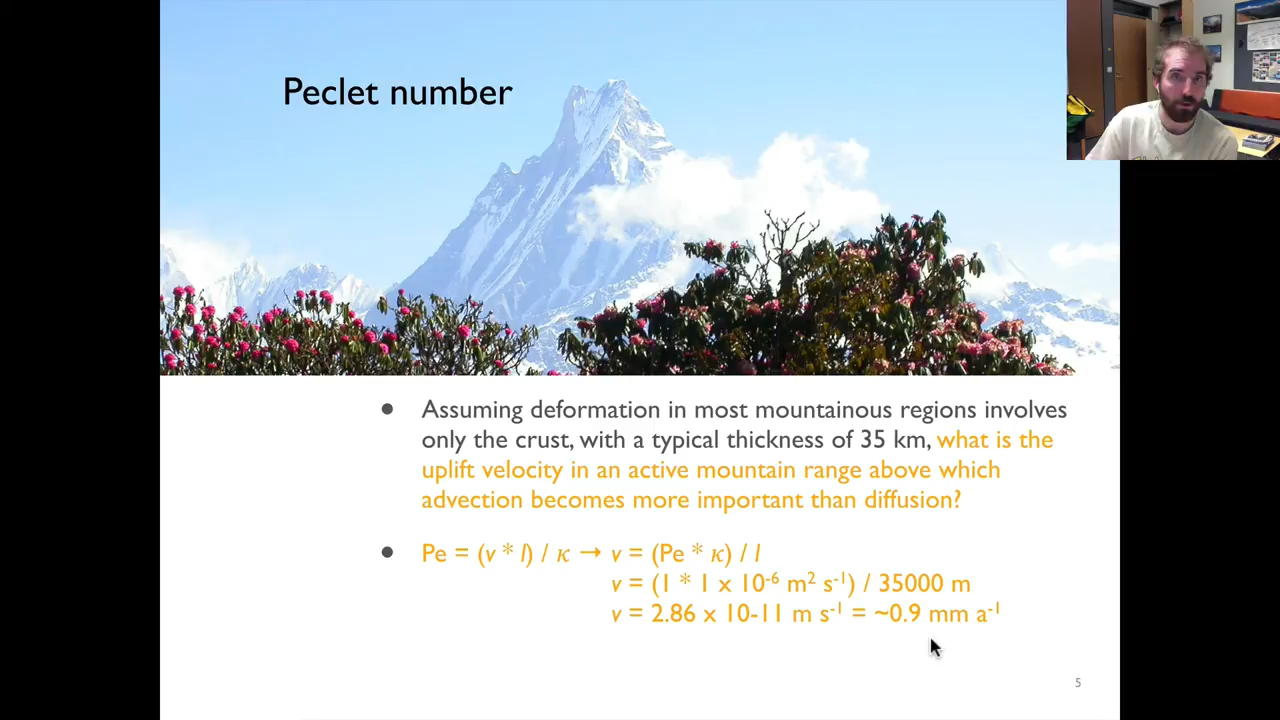 Peclet number
● Assuming deformation in most mountainous regions involves
only the crust, with a typical thickness of 35 km, what is the
uplift velocity in an active mountain range above which
advection becomes more important than diffusion?
● Pe = (v * l) / κ → v = (Pe * κ) / l
v = (1 * 1 x 10⁻⁶ m² s⁻¹) / 35000 m
v = 2.86 x 10-11 m s⁻¹ = ~0.9 mm a⁻¹
5